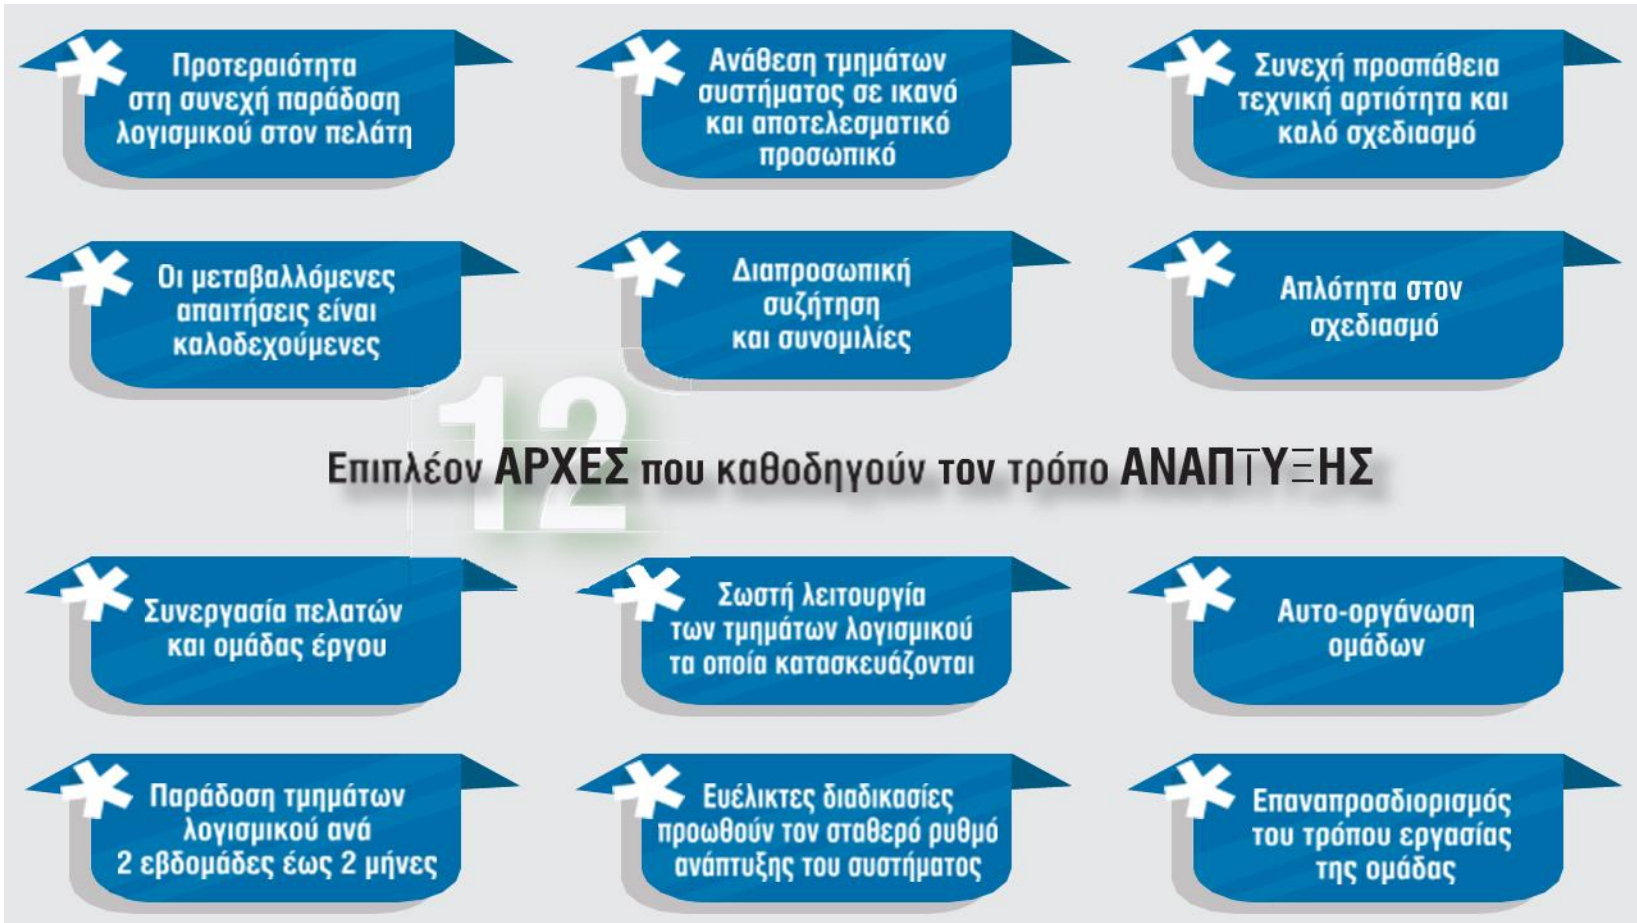 Προτεραιότητα
στη συνεχή παράδοση
λογισμικού στον πελάτη
Ανάθεση τμημάτων
συστήματος σε ικανό
και αποτελεσματικό
προσωπικό
Συνεχή προσπάθεια
τεχνική αρτιότητα και
καλό σχεδιασμό
Οι μεταβαλλόμενες
απαιτήσεις είναι
καλοδεχούμενες
Διαπροσωπική
συζήτηση
και συνομιλίες
Απλότητα στον
σχεδιασμό
12
Επιπλέον ΑΡΧΕΣ που καθοδηγούν τον τρόπο ΑΝΑΠΤΥΞΗΣ
Συνεργασία πελατών
και ομάδας έργου
Σωστή λειτουργία
των τμημάτων λογισμικού
τα οποία κατασκευάζονται
Αυτο-οργάνωση
ομάδων
Παράδοση τμημάτων
λογισμικού ανά
2 εβδομάδες έως 2 μήνες
Ευέλικτες διαδικασίες
προωθούν τον σταθερό ρυθμό
ανάπτυξης του συστήματος
Επαναπροσδιορισμός
του τρόπου εργασίας
της ομάδας